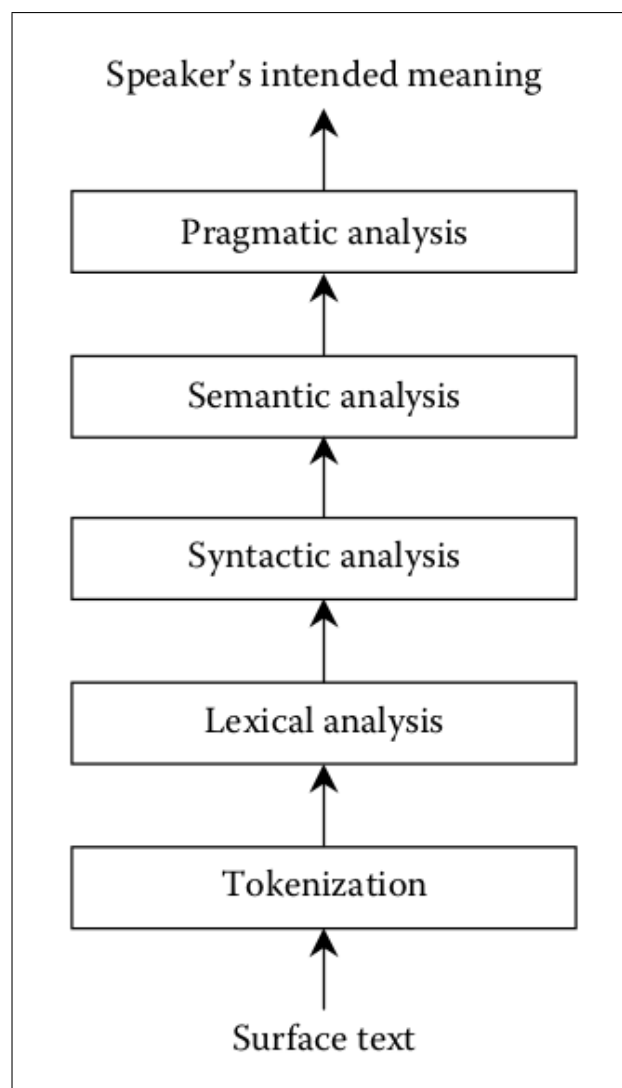 Speaker’s intended meaning
Pragmatic analysis
Semantic analysis
Syntactic analysis
Lexical analysis
Tokenization
Surface text